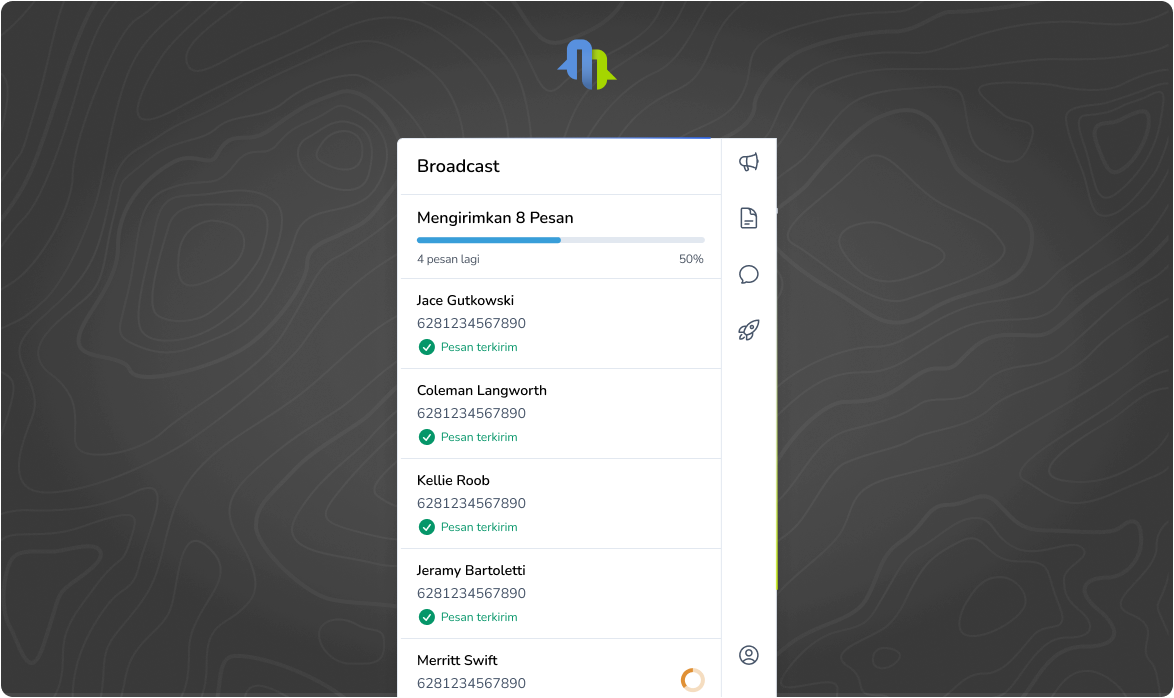 Broadcast
Mengirimkan 8 Pesan
4 pesan lagi 50%
Jace Gutkowski
6281234567890
Pesan terkirim
Coleman Langworth
6281234567890
Pesan terkirim
Kellie Roob
6281234567890
Pesan terkirim
Jeramy Bartoletti
6281234567890
Pesan terkirim
Merritt Swift
6281234567890